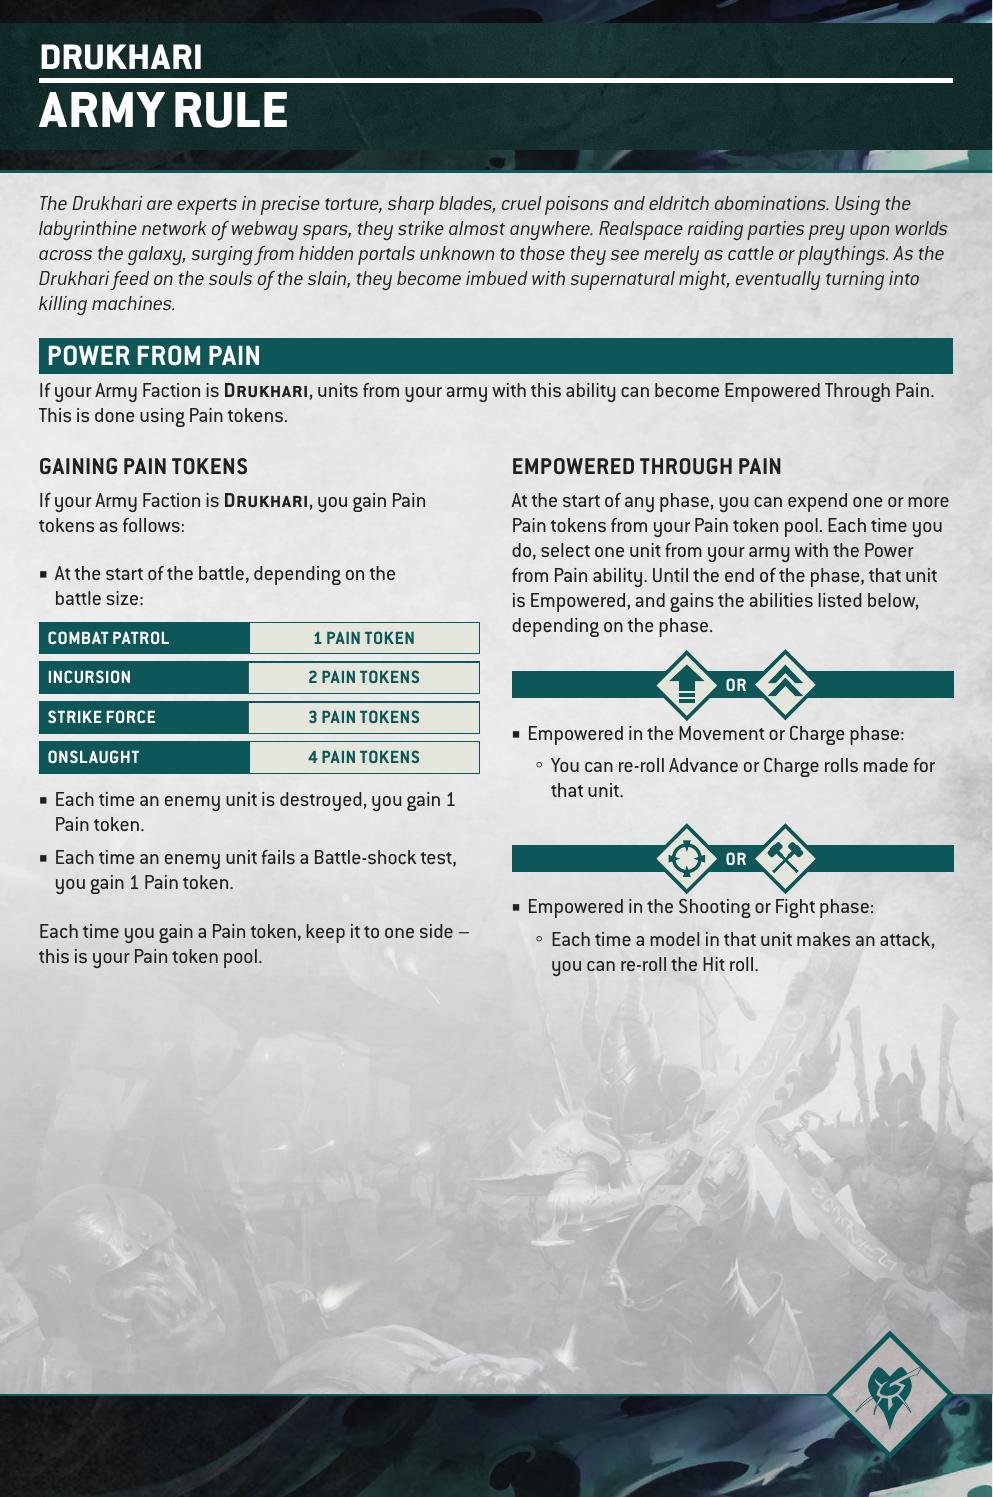 DRUKHARI
ARMY RULE
The Drukhari are experts in precise torture, sharp blades, cruel poisons and eldritch abominations. Using the
labyrinthine network of webway spars, they strike almost anywhere. Realspace raiding parties prey upon worlds
across the galaxy, surging from hidden portals unknown to those they see merely as cattle or playthings. As the
Drukhari feed on the souls of the slain, they become imbued with supernatural might, eventually turning into
killing machines.
POWER FROM PAIN
If your Army Faction is DRUKHARI, units from your army with this ability can become Empowered Through Pain.
This is done using Pain tokens.
GAINING PAIN TOKENS
If your Army Faction is DRUKHARI, you gain Pain
tokens as follows:
▪ At the start of the battle, depending on the
battle size:
COMBAT PATROL 1 PAIN TOKEN
INCURSION 2 PAIN TOKENS
STRIKE FORCE 3 PAIN TOKENS
ONSLAUGHT 4 PAIN TOKENS
▪ Each time an enemy unit is destroyed, you gain 1
Pain token.
▪ Each time an enemy unit fails a Battle-shock test,
you gain 1 Pain token.
Each time you gain a Pain token, keep it to one side –
this is your Pain token pool.
EMPOWERED THROUGH PAIN
At the start of any phase, you can expend one or more
Pain tokens from your Pain token pool. Each time you
do, select one unit from your army with the Power
from Pain ability. Until the end of the phase, that unit
is Empowered, and gains the abilities listed below,
depending on the phase.
OR
▪ Empowered in the Movement or Charge phase:
◦ You can re-roll Advance or Charge rolls made for
that unit.
OR
▪ Empowered in the Shooting or Fight phase:
◦ Each time a model in that unit makes an attack,
you can re-roll the Hit roll.